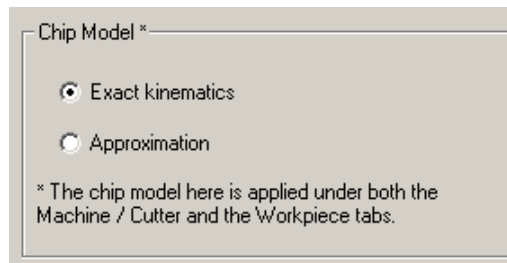 Chip Model *
Exact kinematics
Approximation
* The chip model here is applied under both the
Machine / Cutter and the Workpiece tabs.